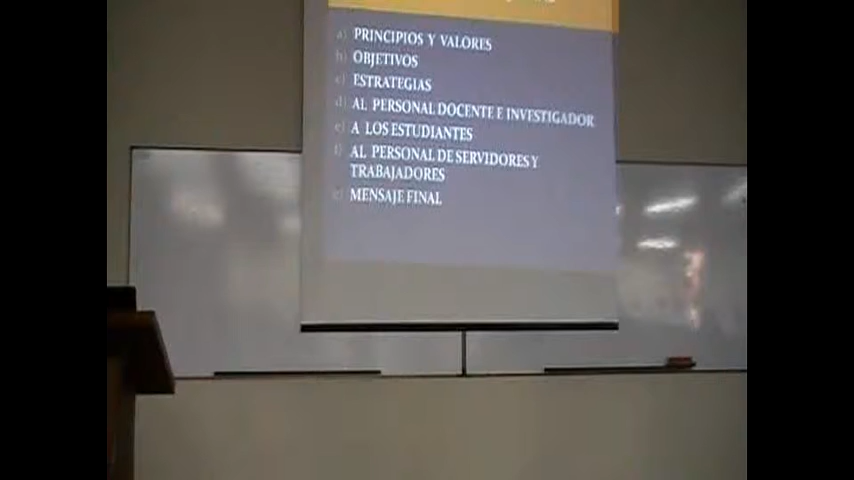 a) PRINCIPIOS Y VALORES
b) OBJETIVOS
c) ESTRATEGIAS
d) AL PERSONAL DOCENTE E INVESTIGADOR
e) A LOS ESTUDIANTES
f) AL PERSONAL DE SERVIDORES Y
TRABAJADORES
g) MENSAJE FINAL